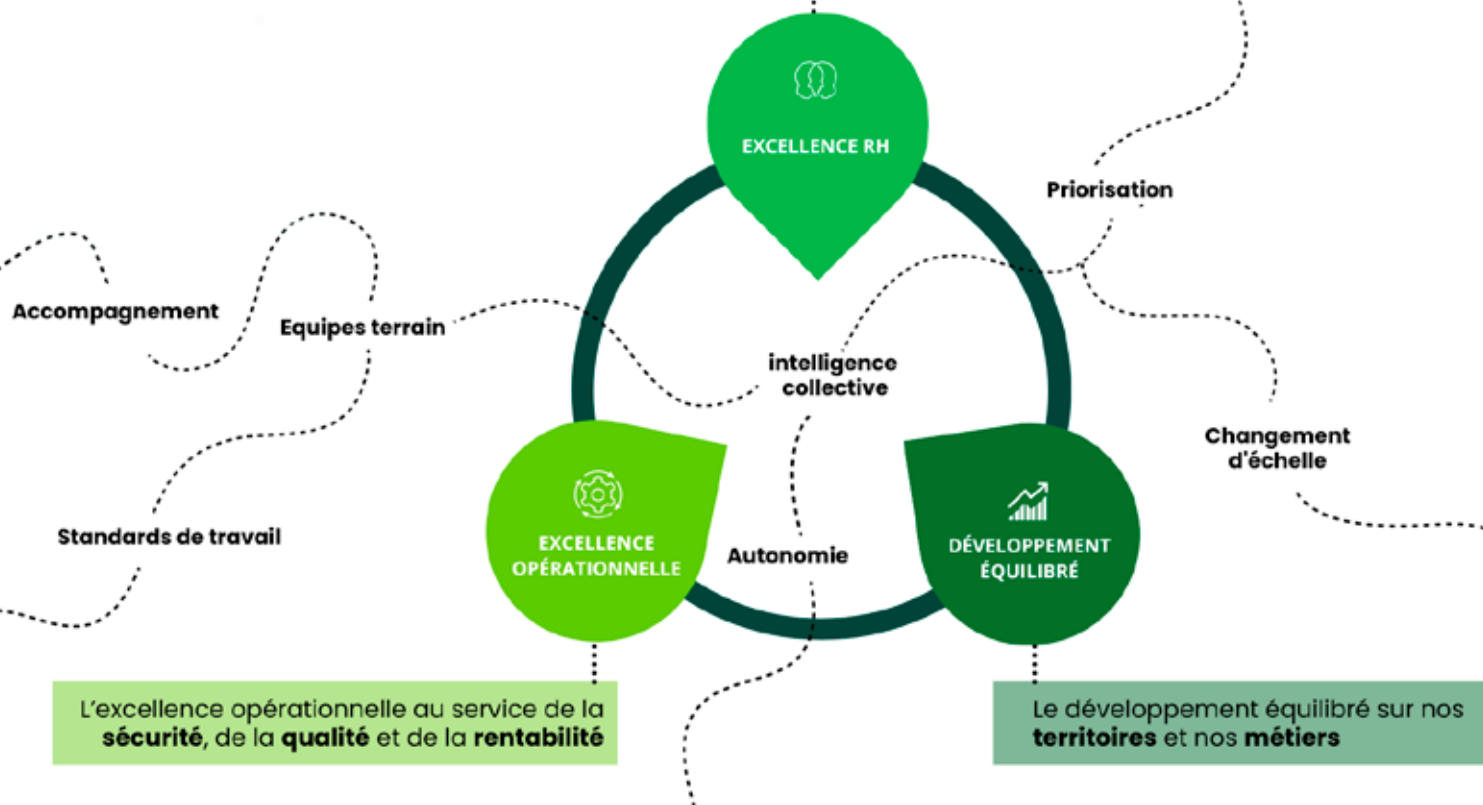 EXCELLENCE RH
Priorisation
Accompagnement
Equipes terrain
intelligence
collective
Changement
d'échelle
Standards de travail
EXCELLENCE
OPÉRATIONNELLE
Autonomie
DÉVELOPPEMENT
ÉQUILIBRÉ
L'excellence opérationnelle au service de la
sécurité, de la qualité et de la rentabilité
Le développement équilibré sur nos
territoires et nos métiers